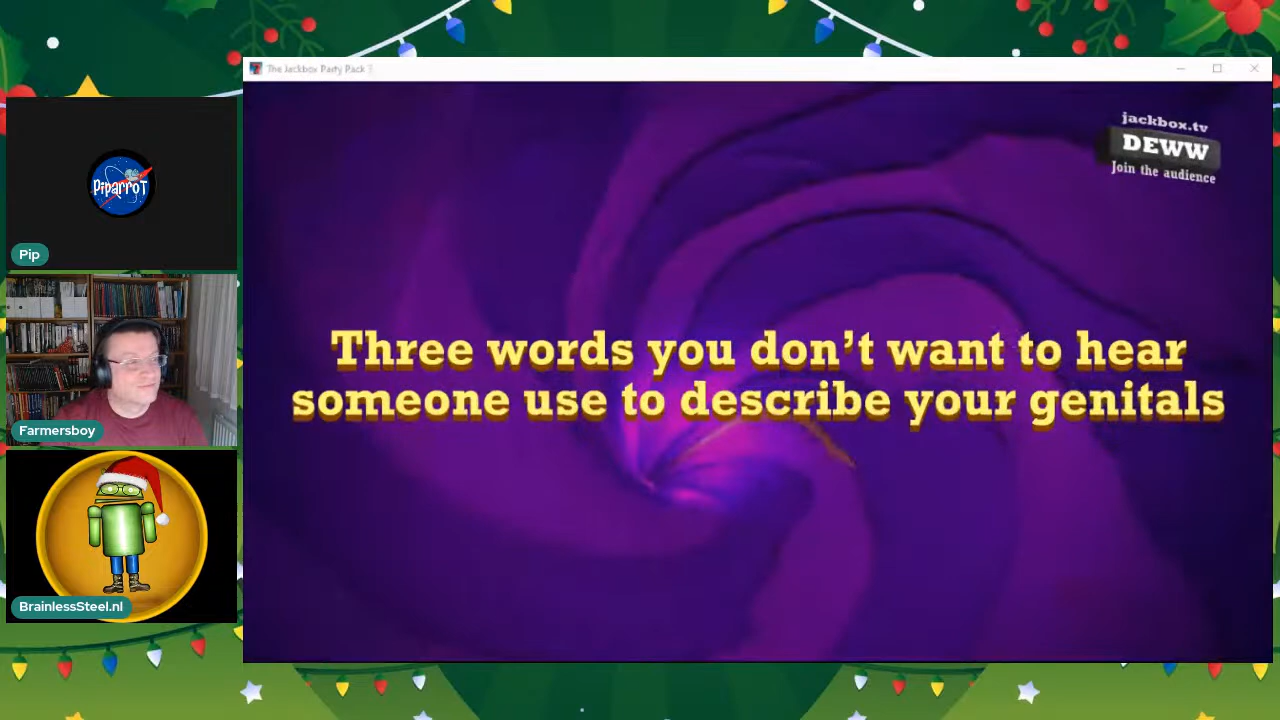 The Jackbox Party Pack
jackbox.tv
DEWW
Join the audience
PiparroT
Pip
Three words you don't want to hear
someone use to describe your genitals
Farmersboy
BrainlessSteel.nl